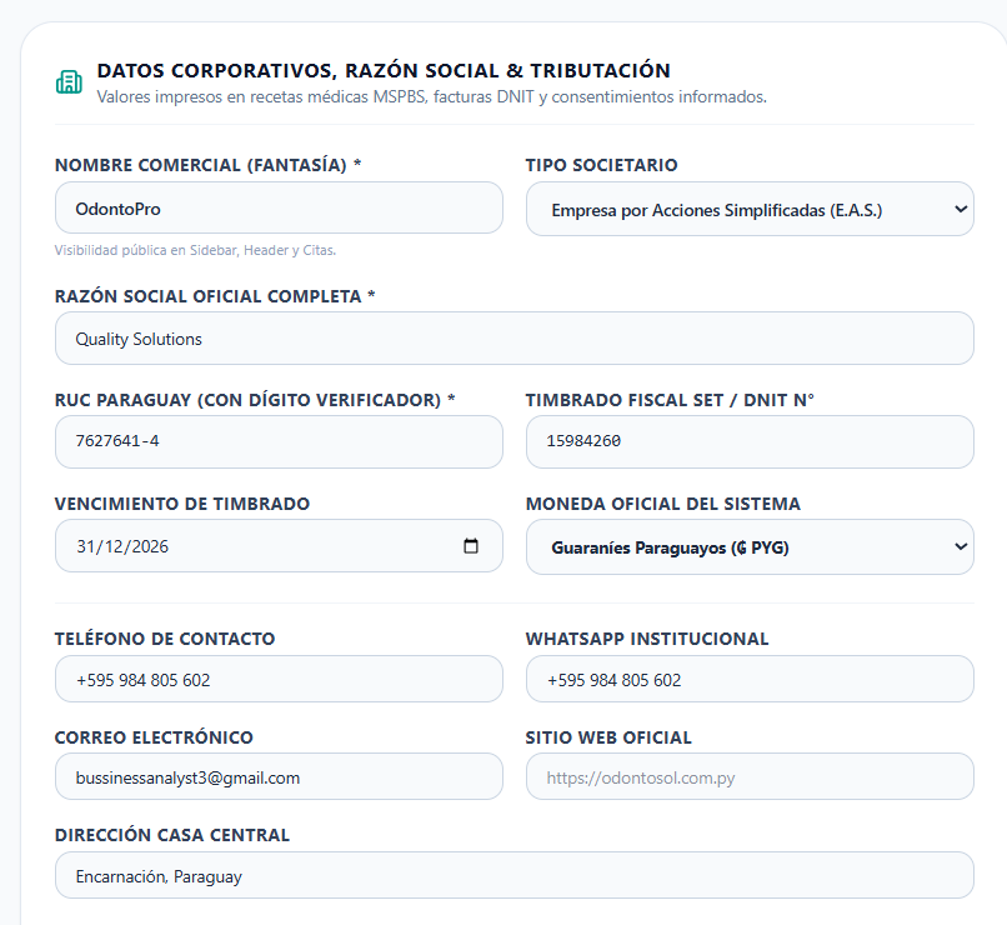 DATOS CORPORATIVOS, RAZÓN SOCIAL & TRIBUTACIÓN
Valores impresos en recetas médicas MSPBS, facturas DNIT y consentimientos informados.
NOMBRE COMERCIAL (FANTASÍA) *
OdontoPro
Visibilidad pública en Sidebar, Header y Citas.
TIPO SOCIETARIO
Empresa por Acciones Simplificadas (E.A.S.)
RAZÓN SOCIAL OFICIAL COMPLETA *
Quality Solutions
RUC PARAGUAY (CON DÍGITO VERIFICADOR) *
7627641-4
TIMBRADO FISCAL SET / DNIT N°
15984260
VENCIMIENTO DE TIMBRADO
31/12/2026
MONEDA OFICIAL DEL SISTEMA
Guaraníes Paraguayos (₲ PYG)
TELÉFONO DE CONTACTO
+595 984 805 602
WHATSAPP INSTITUCIONAL
+595 984 805 602
CORREO ELECTRÓNICO
bussinessanalyst3@gmail.com
SITIO WEB OFICIAL
https://odontosol.com.py
DIRECCIÓN CASA CENTRAL
Encarnación, Paraguay